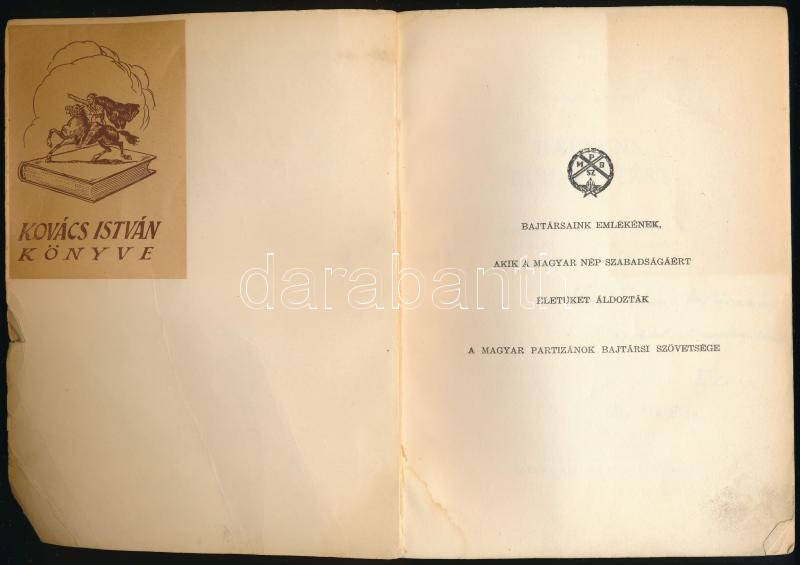 KOVÁCS ISTVÁN
KÖNYVE
M P B
SZ
BAJTÁRSAINK EMLÉKÉNEK,
AKIK A MAGYAR NÉP SZABADSÁGÁÉRT
ÉLETÜKET ÁLDOZTÁK
A MAGYAR PARTIZÁNOK BAJTÁRSI SZÖVETSÉGE
darabanth